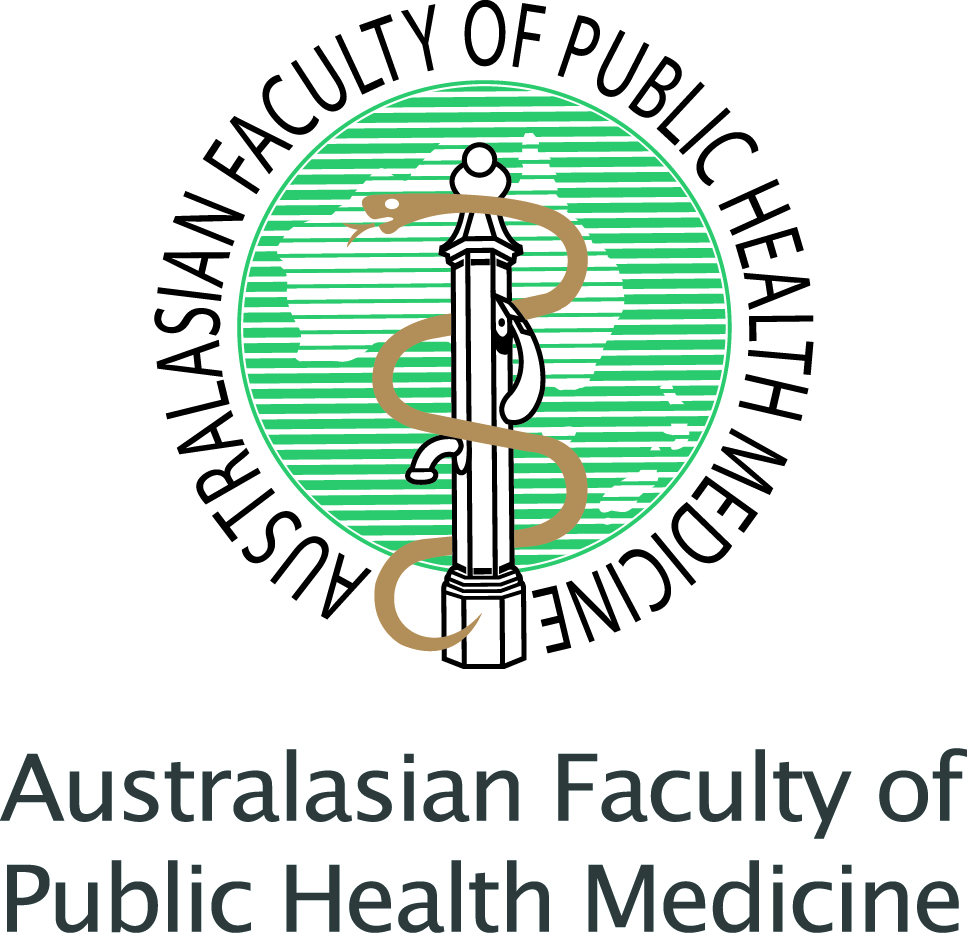 AUSTRALASIAN FACULTY OF PUBLIC HEALTH MEDICINE
Australasian Faculty of
Public Health Medicine